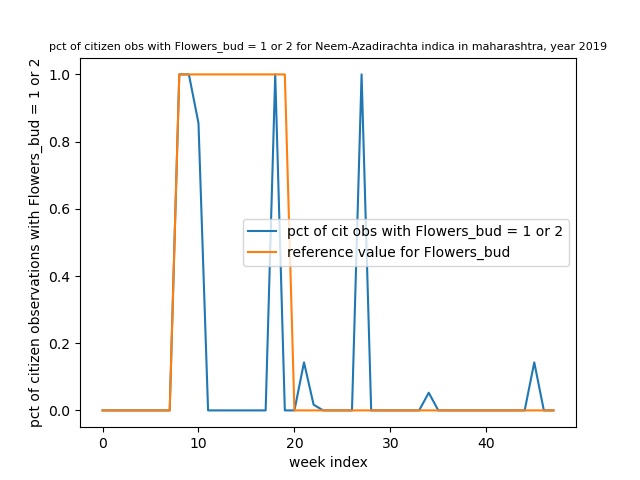 pct of citizen obs with Flowers_bud = 1 or 2 for Neem-Azadirachta indica in maharashtra, year 2019
pct of citizen observations with Flowers_bud = 1 or 2
1.0
0.8
0.6
0.4
0.2
0.0
pct of cit obs with Flowers_bud = 1 or 2
reference value for Flowers_bud
0 10 20 30 40
week index